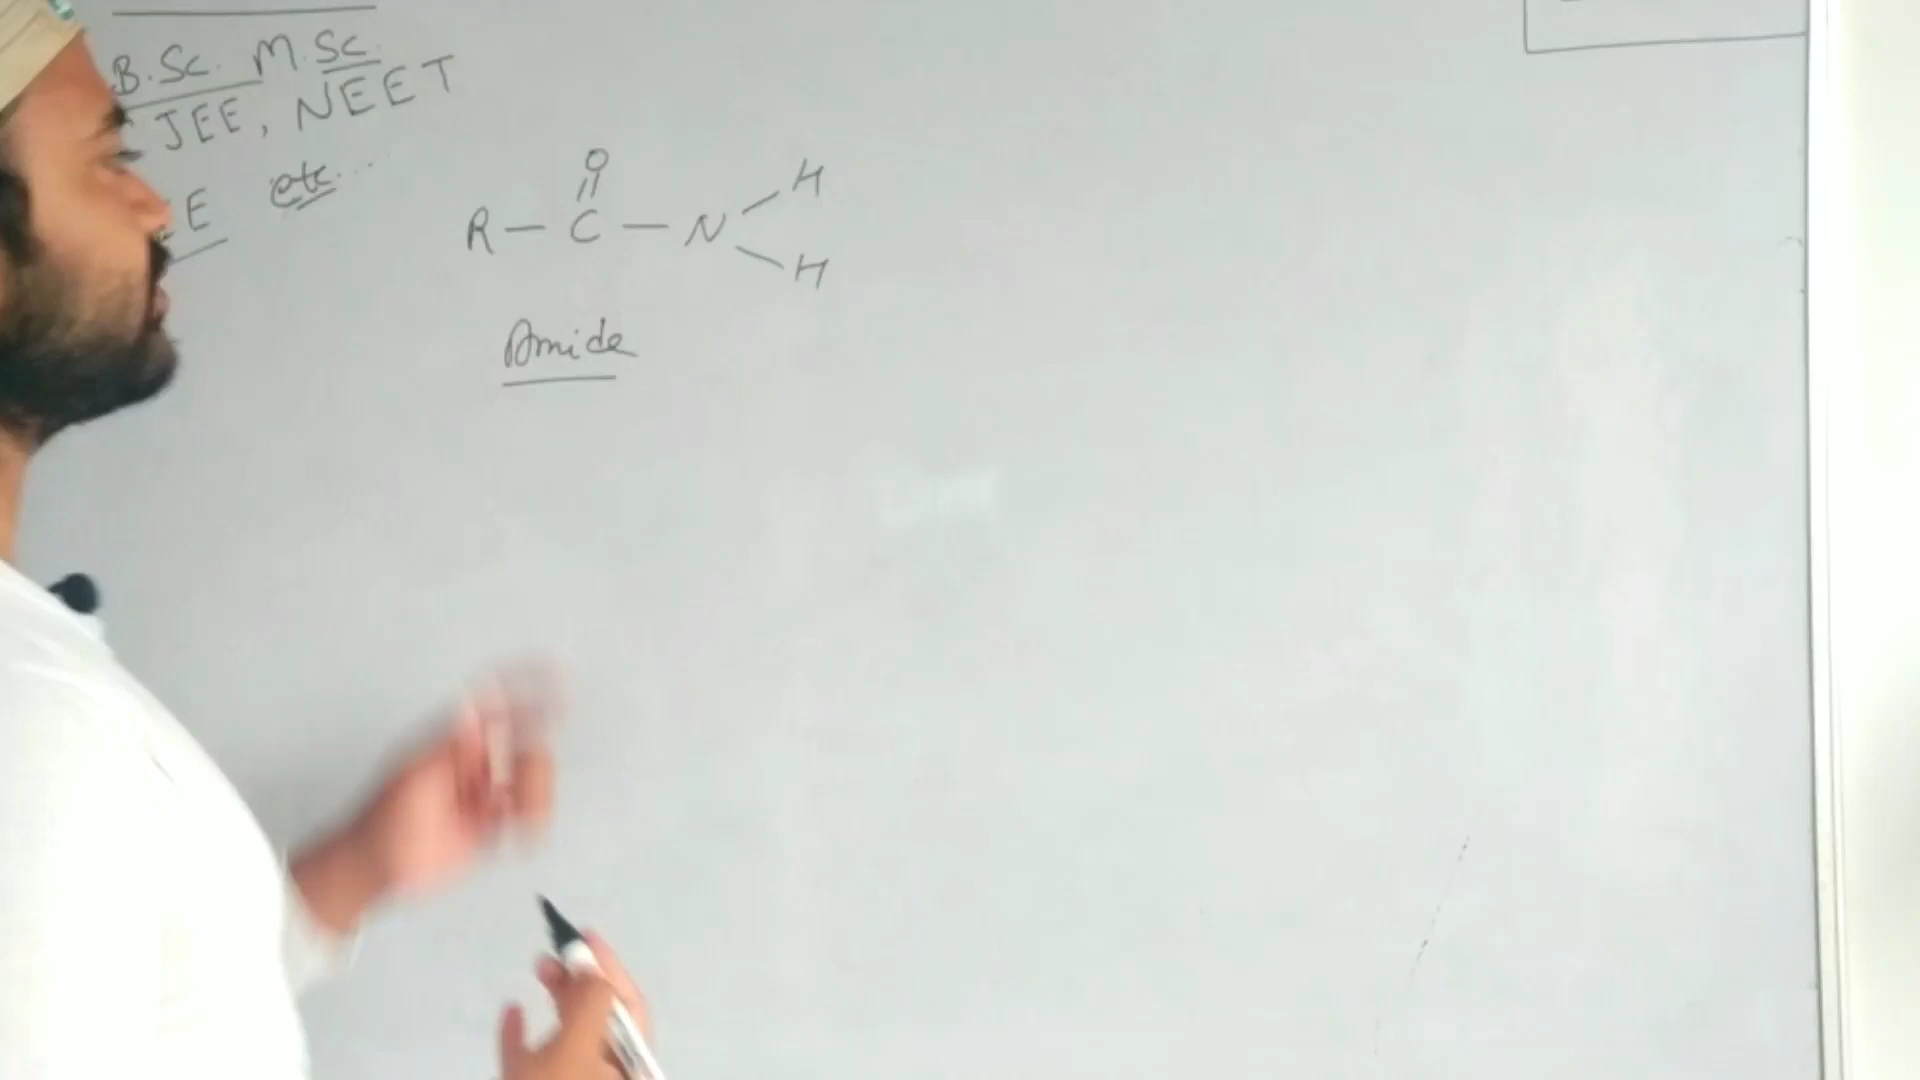 B.Sc. M.Sc.
JEE, NEET
E etc...
O
R - C - N
H
H
Amide